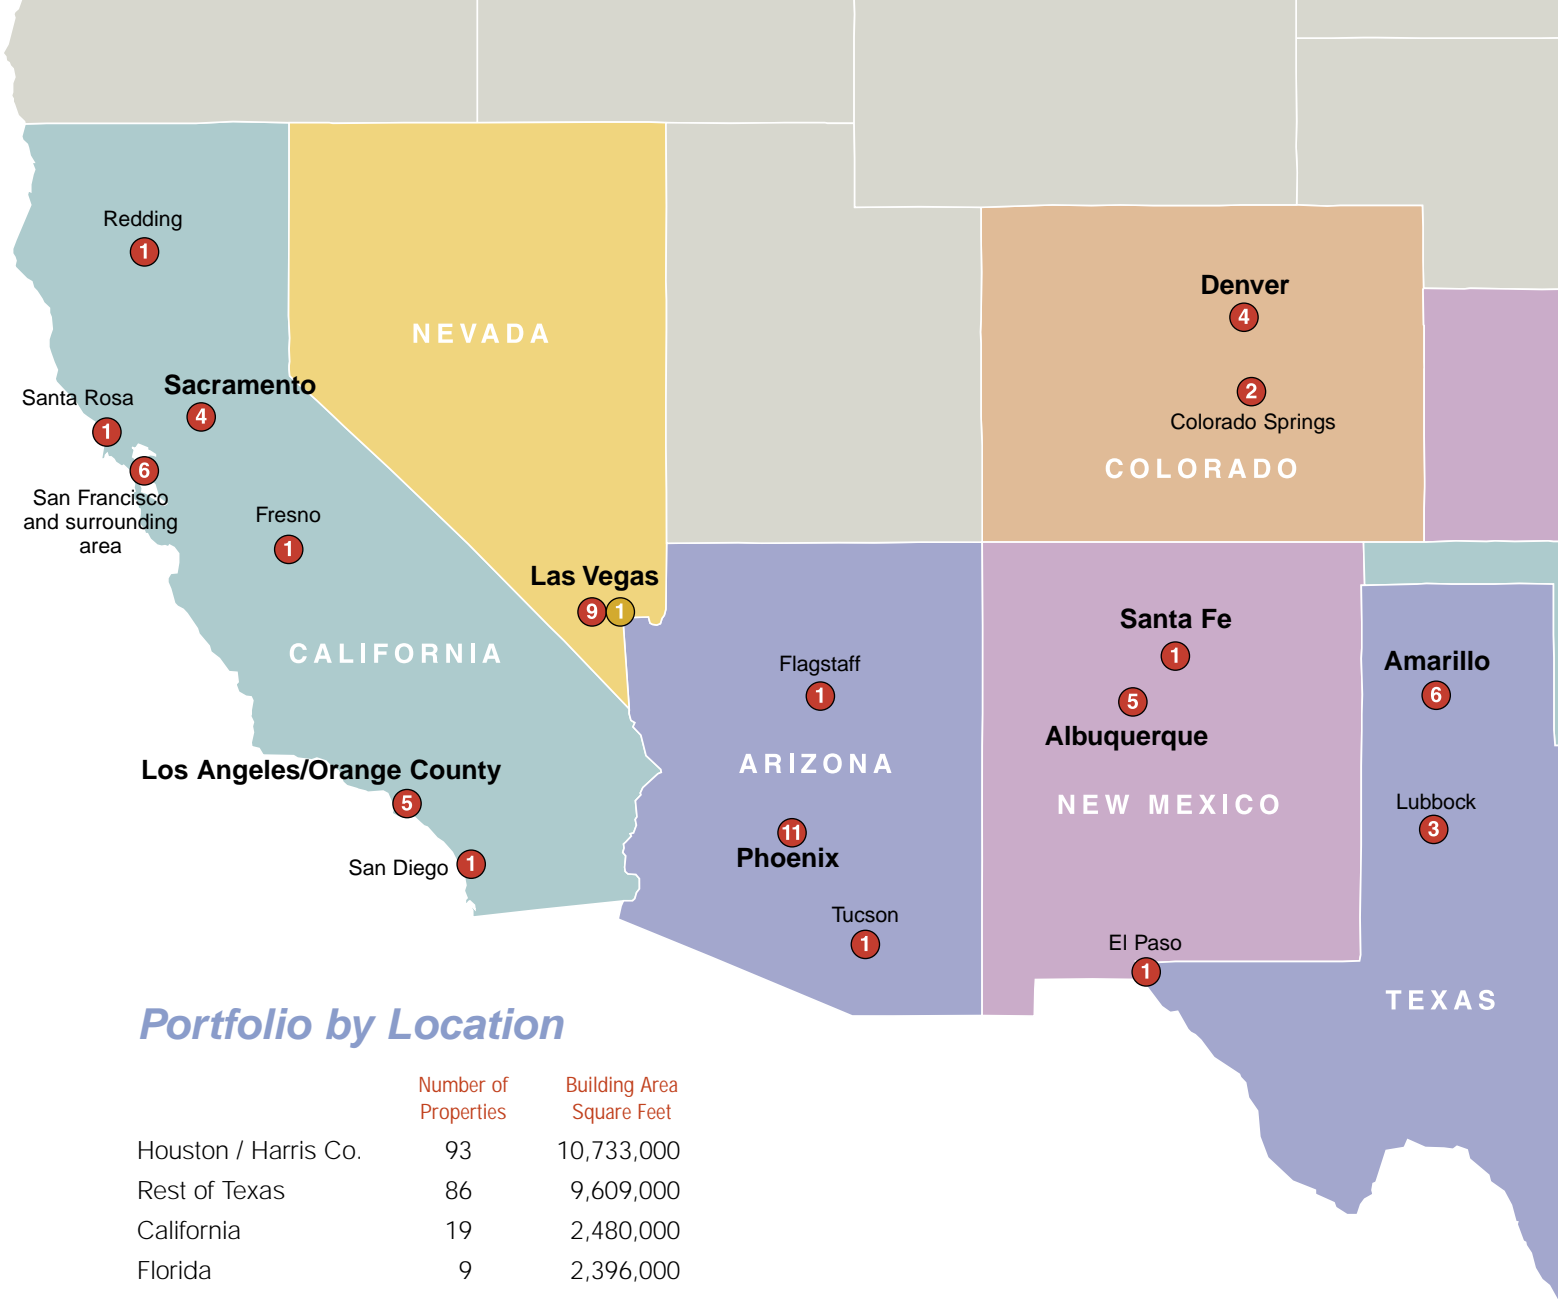 Redding
1
Denver
4
NEVADA
Santa Rosa
1
Sacramento
4
2
Colorado Springs
COLORADO
6
San Francisco
and surrounding
area
Fresno
1
Las Vegas
9 1
Santa Fe
1
CALIFORNIA
Flagstaff
1
Amarillo
6
5
Albuquerque
ARIZONA
Los Angeles/Orange County
5
NEW MEXICO
Lubbock
3
11
Phoenix
San Diego 1
Tucson
1
El Paso
1
TEXAS
Portfolio by Location
Number of Building Area
Properties Square Feet
Houston / Harris Co. 93 10,733,000
Rest of Texas 86 9,609,000
California 19 2,480,000
Florida 9 2,396,000